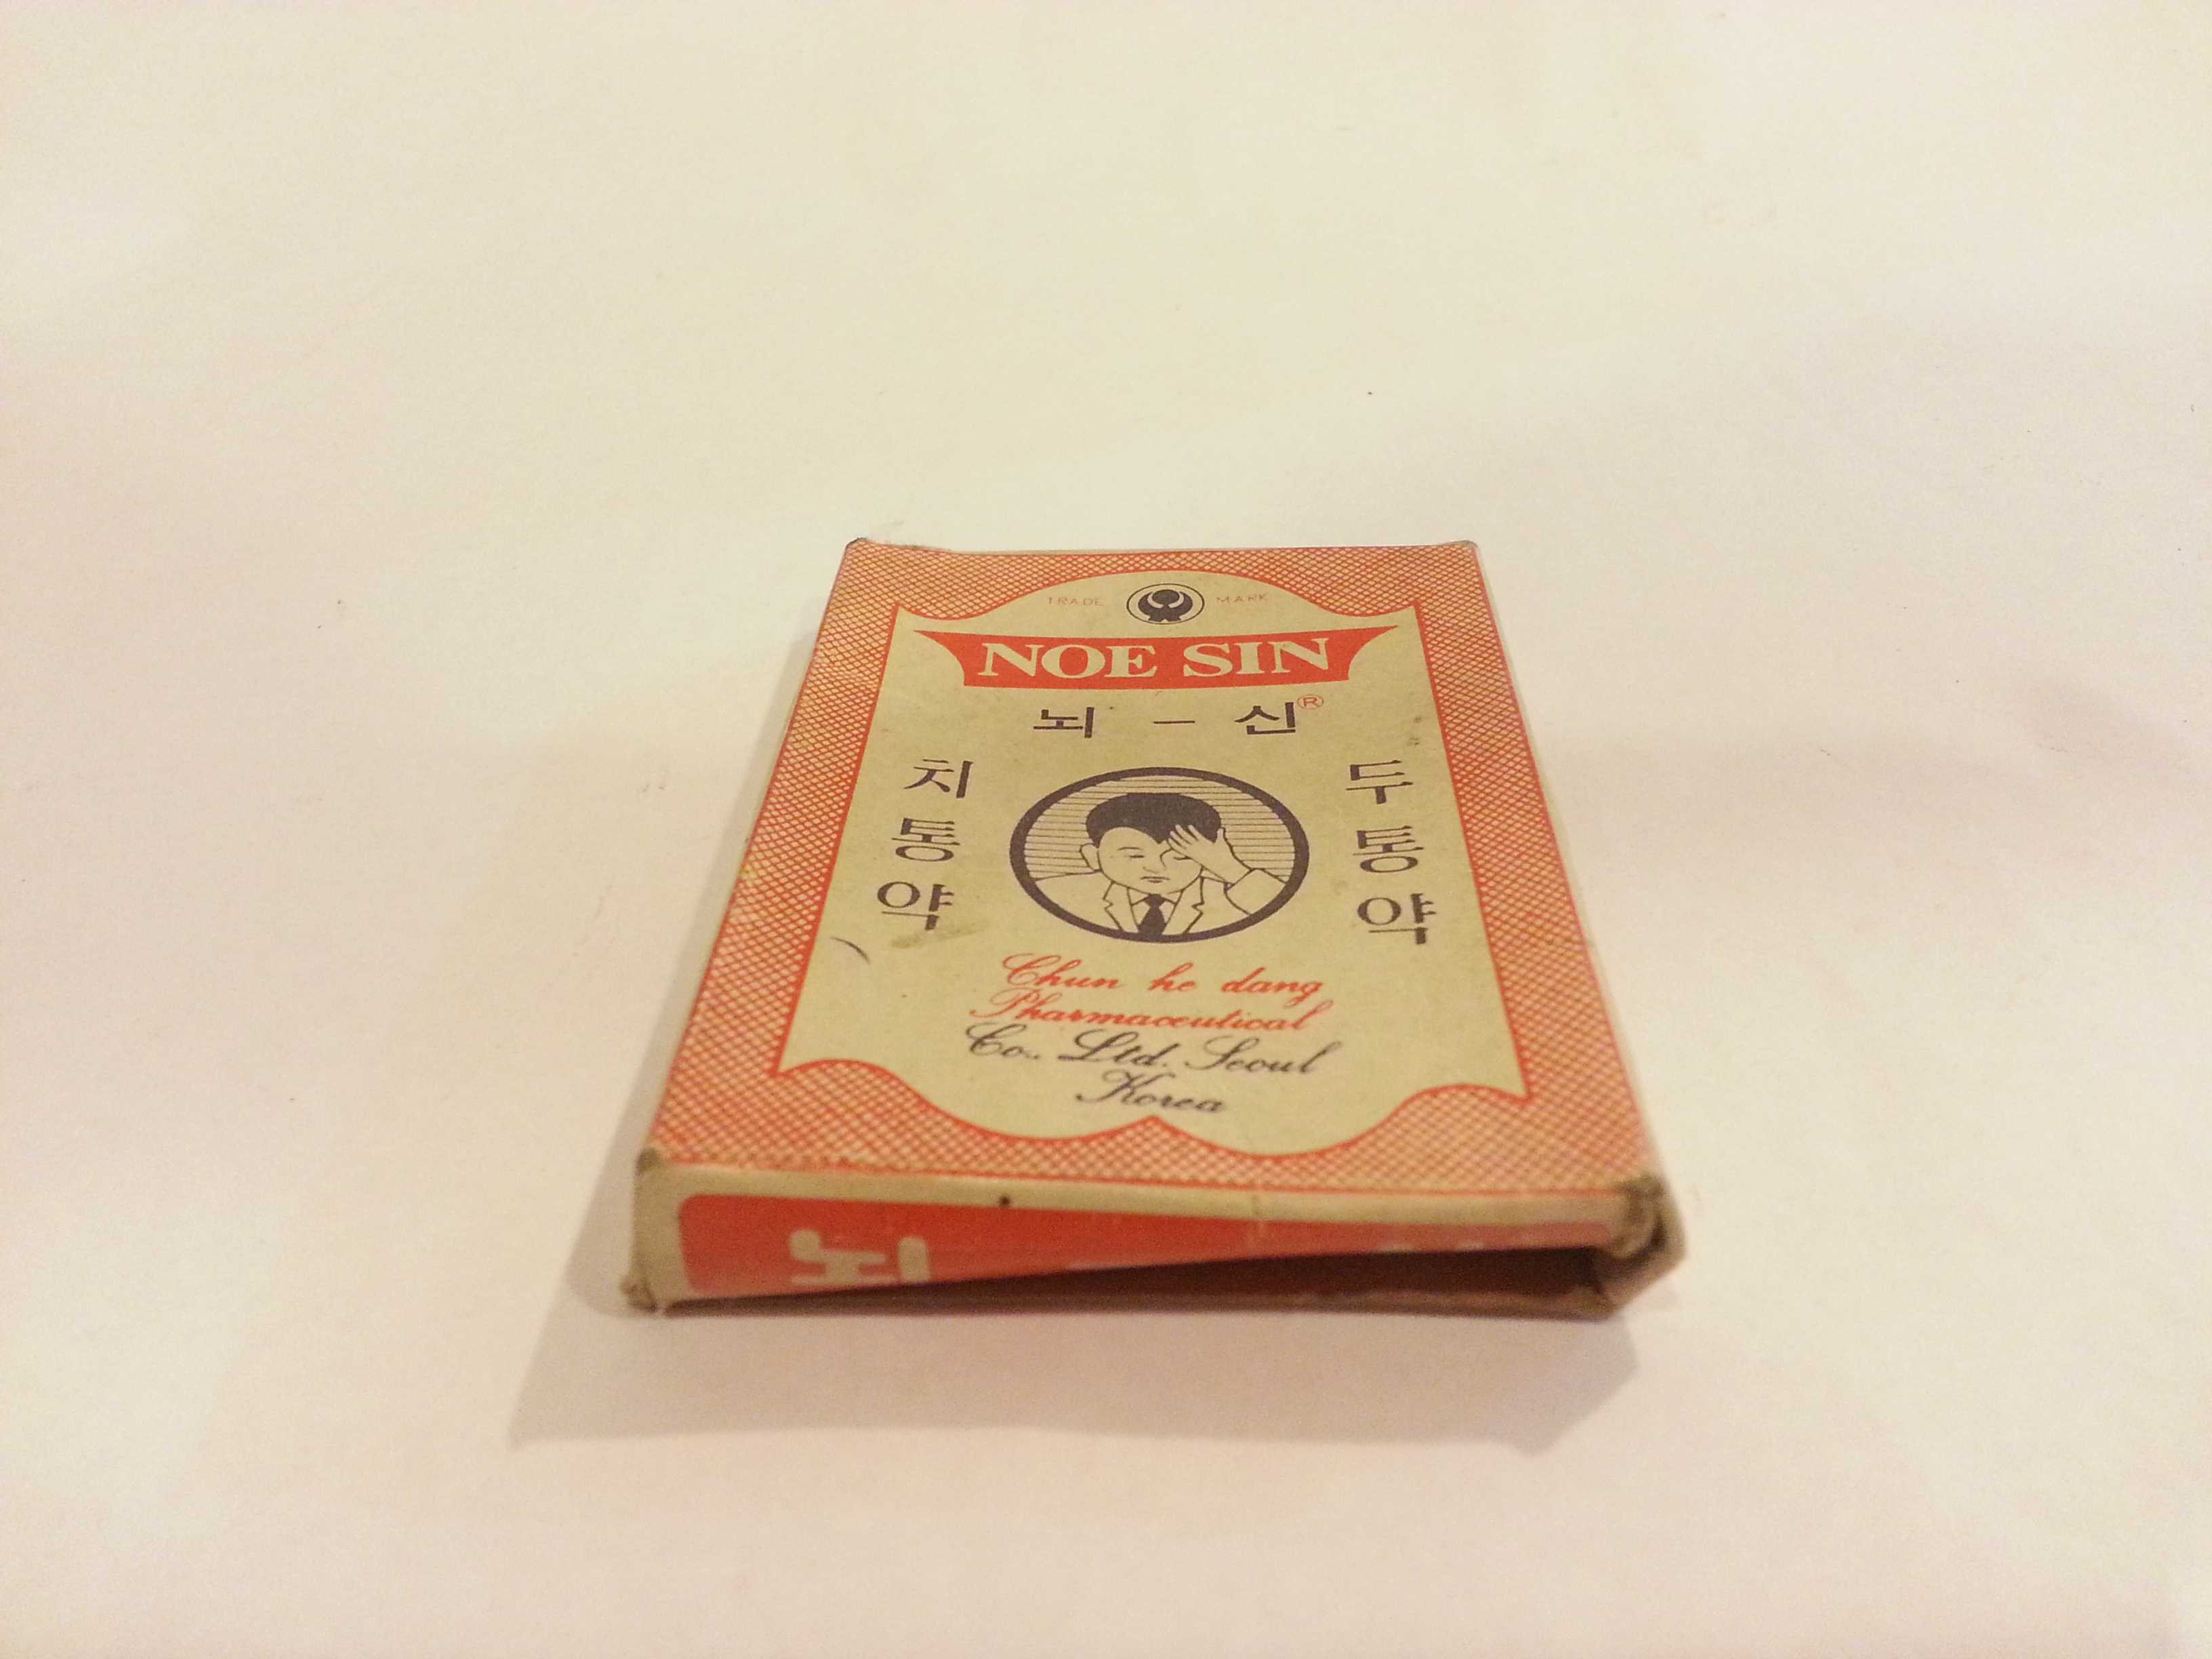 TRADE MARK
NOE SIN
뇌 - 신®
치통약
두통약
Chun he dang
Pharmaceutical
Co., Ltd. Seoul
Korea
뇌